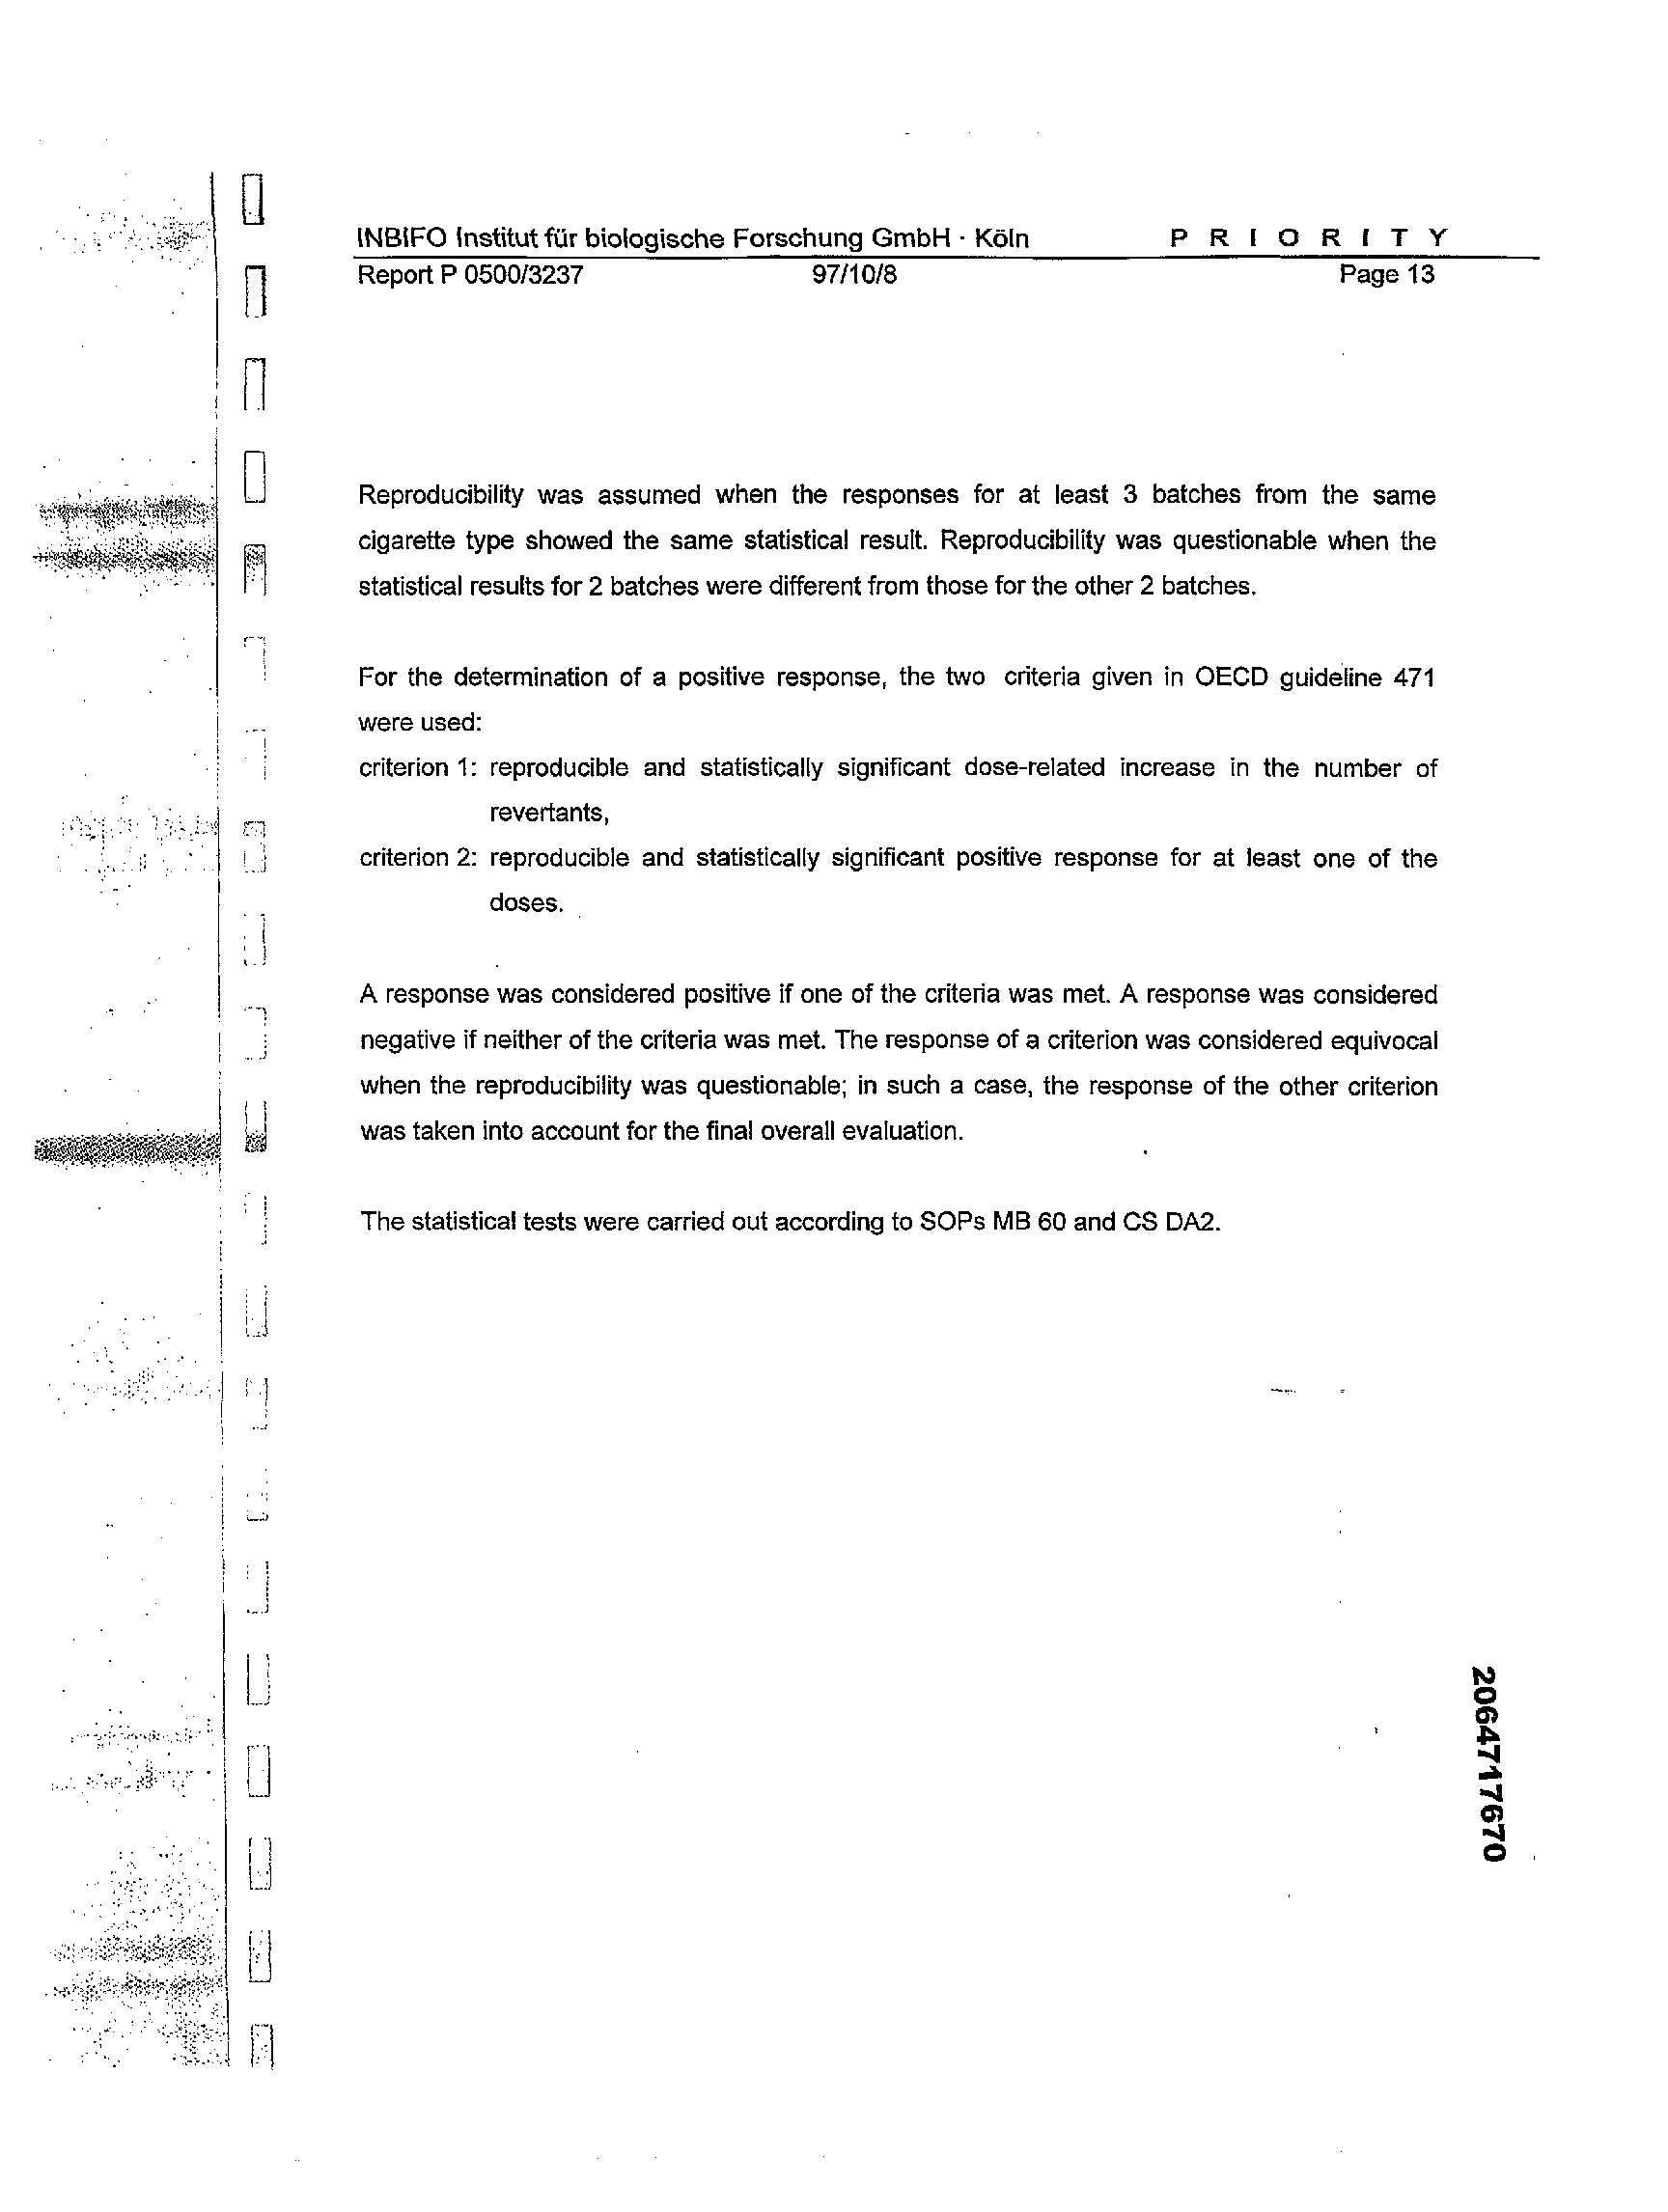 INBIFO Institut für biologische Forschung GmbH · Köln P R I O R I T Y
Report P 0500/3237 97/10/8 Page 13
Reproducibility was assumed when the responses for at least 3 batches from the same
cigarette type showed the same statistical result. Reproducibility was questionable when the
statistical results for 2 batches were different from those for the other 2 batches.
For the determination of a positive response, the two criteria given in OECD guideline 471
were used:
criterion 1: reproducible and statistically significant dose-related increase in the number of
revertants,
criterion 2: reproducible and statistically significant positive response for at least one of the
doses.
A response was considered positive if one of the criteria was met. A response was considered
negative if neither of the criteria was met. The response of a criterion was considered equivocal
when the reproducibility was questionable; in such a case, the response of the other criterion
was taken into account for the final overall evaluation.
The statistical tests were carried out according to SOPs MB 60 and CS DA2.
2064717670